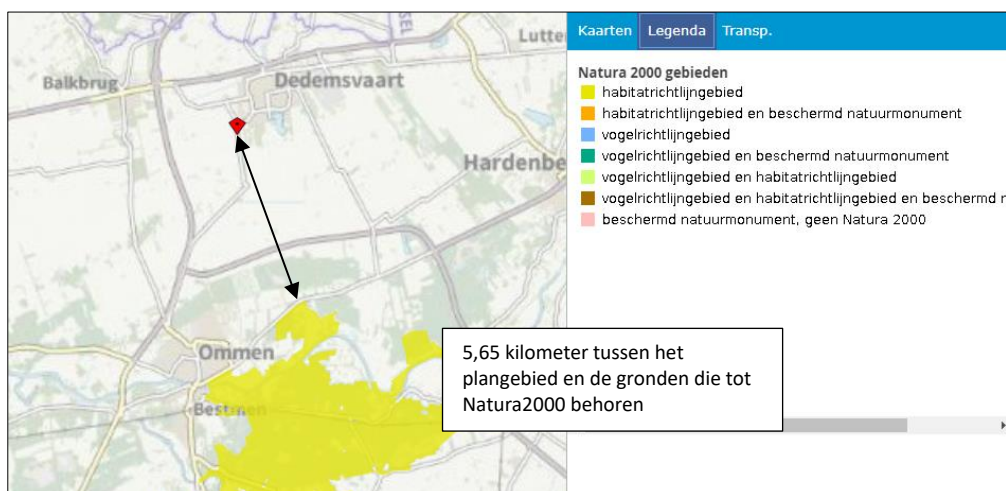 Lutte
Balkbrug
Dedemsvaart
Hardenbe
Ommen
Bestmen
Kaarten Legenda Transp.
Natura 2000 gebieden
habitatrichtlijngebied
habitatrichtlijngebied en beschermd natuurmonument
vogelrichtlijngebied
vogelrichtlijngebied en beschermd natuurmonument
vogelrichtlijngebied en habitatrichtlijngebied
vogelrichtlijngebied en habitatrichtlijngebied en beschermd n
beschermd natuurmonument, geen Natura 2000
5,65 kilometer tussen het
plangebied en de gronden die tot
Natura2000 behoren